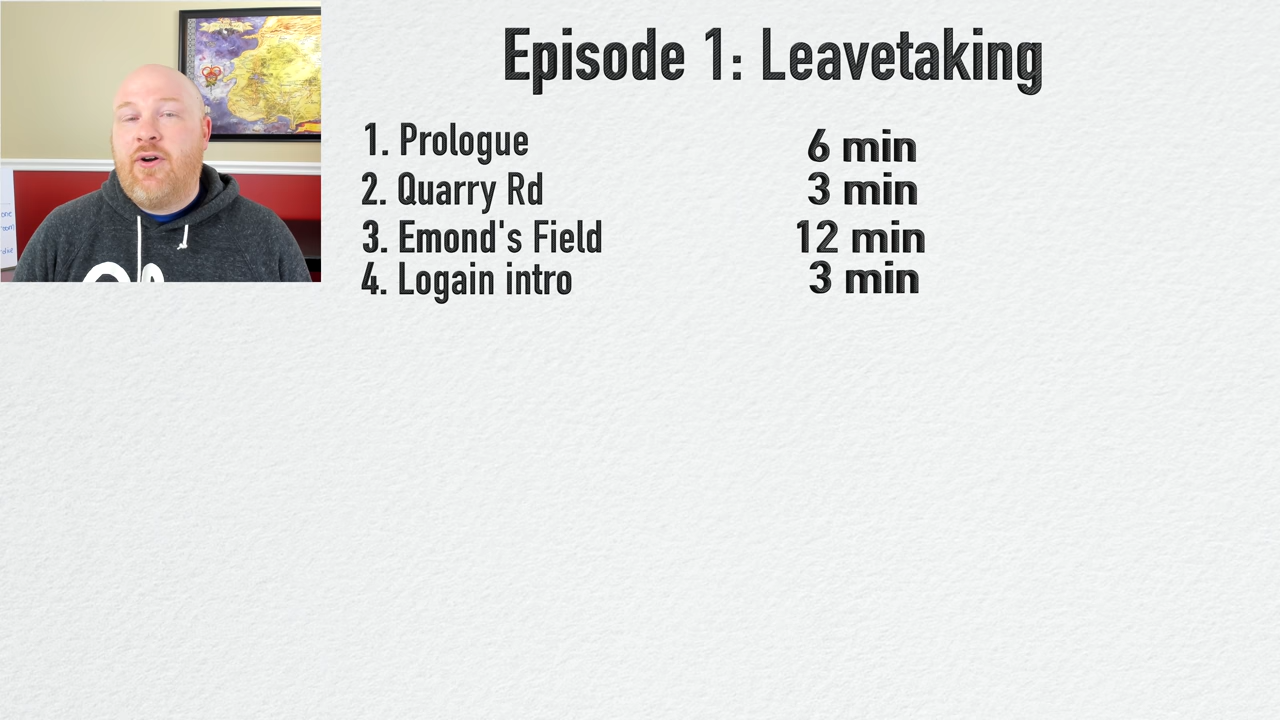 Episode 1: Leavetaking
1. Prologue 6 min
2. Quarry Rd 3 min
3. Emond's Field 12 min
4. Logain intro 3 min
one